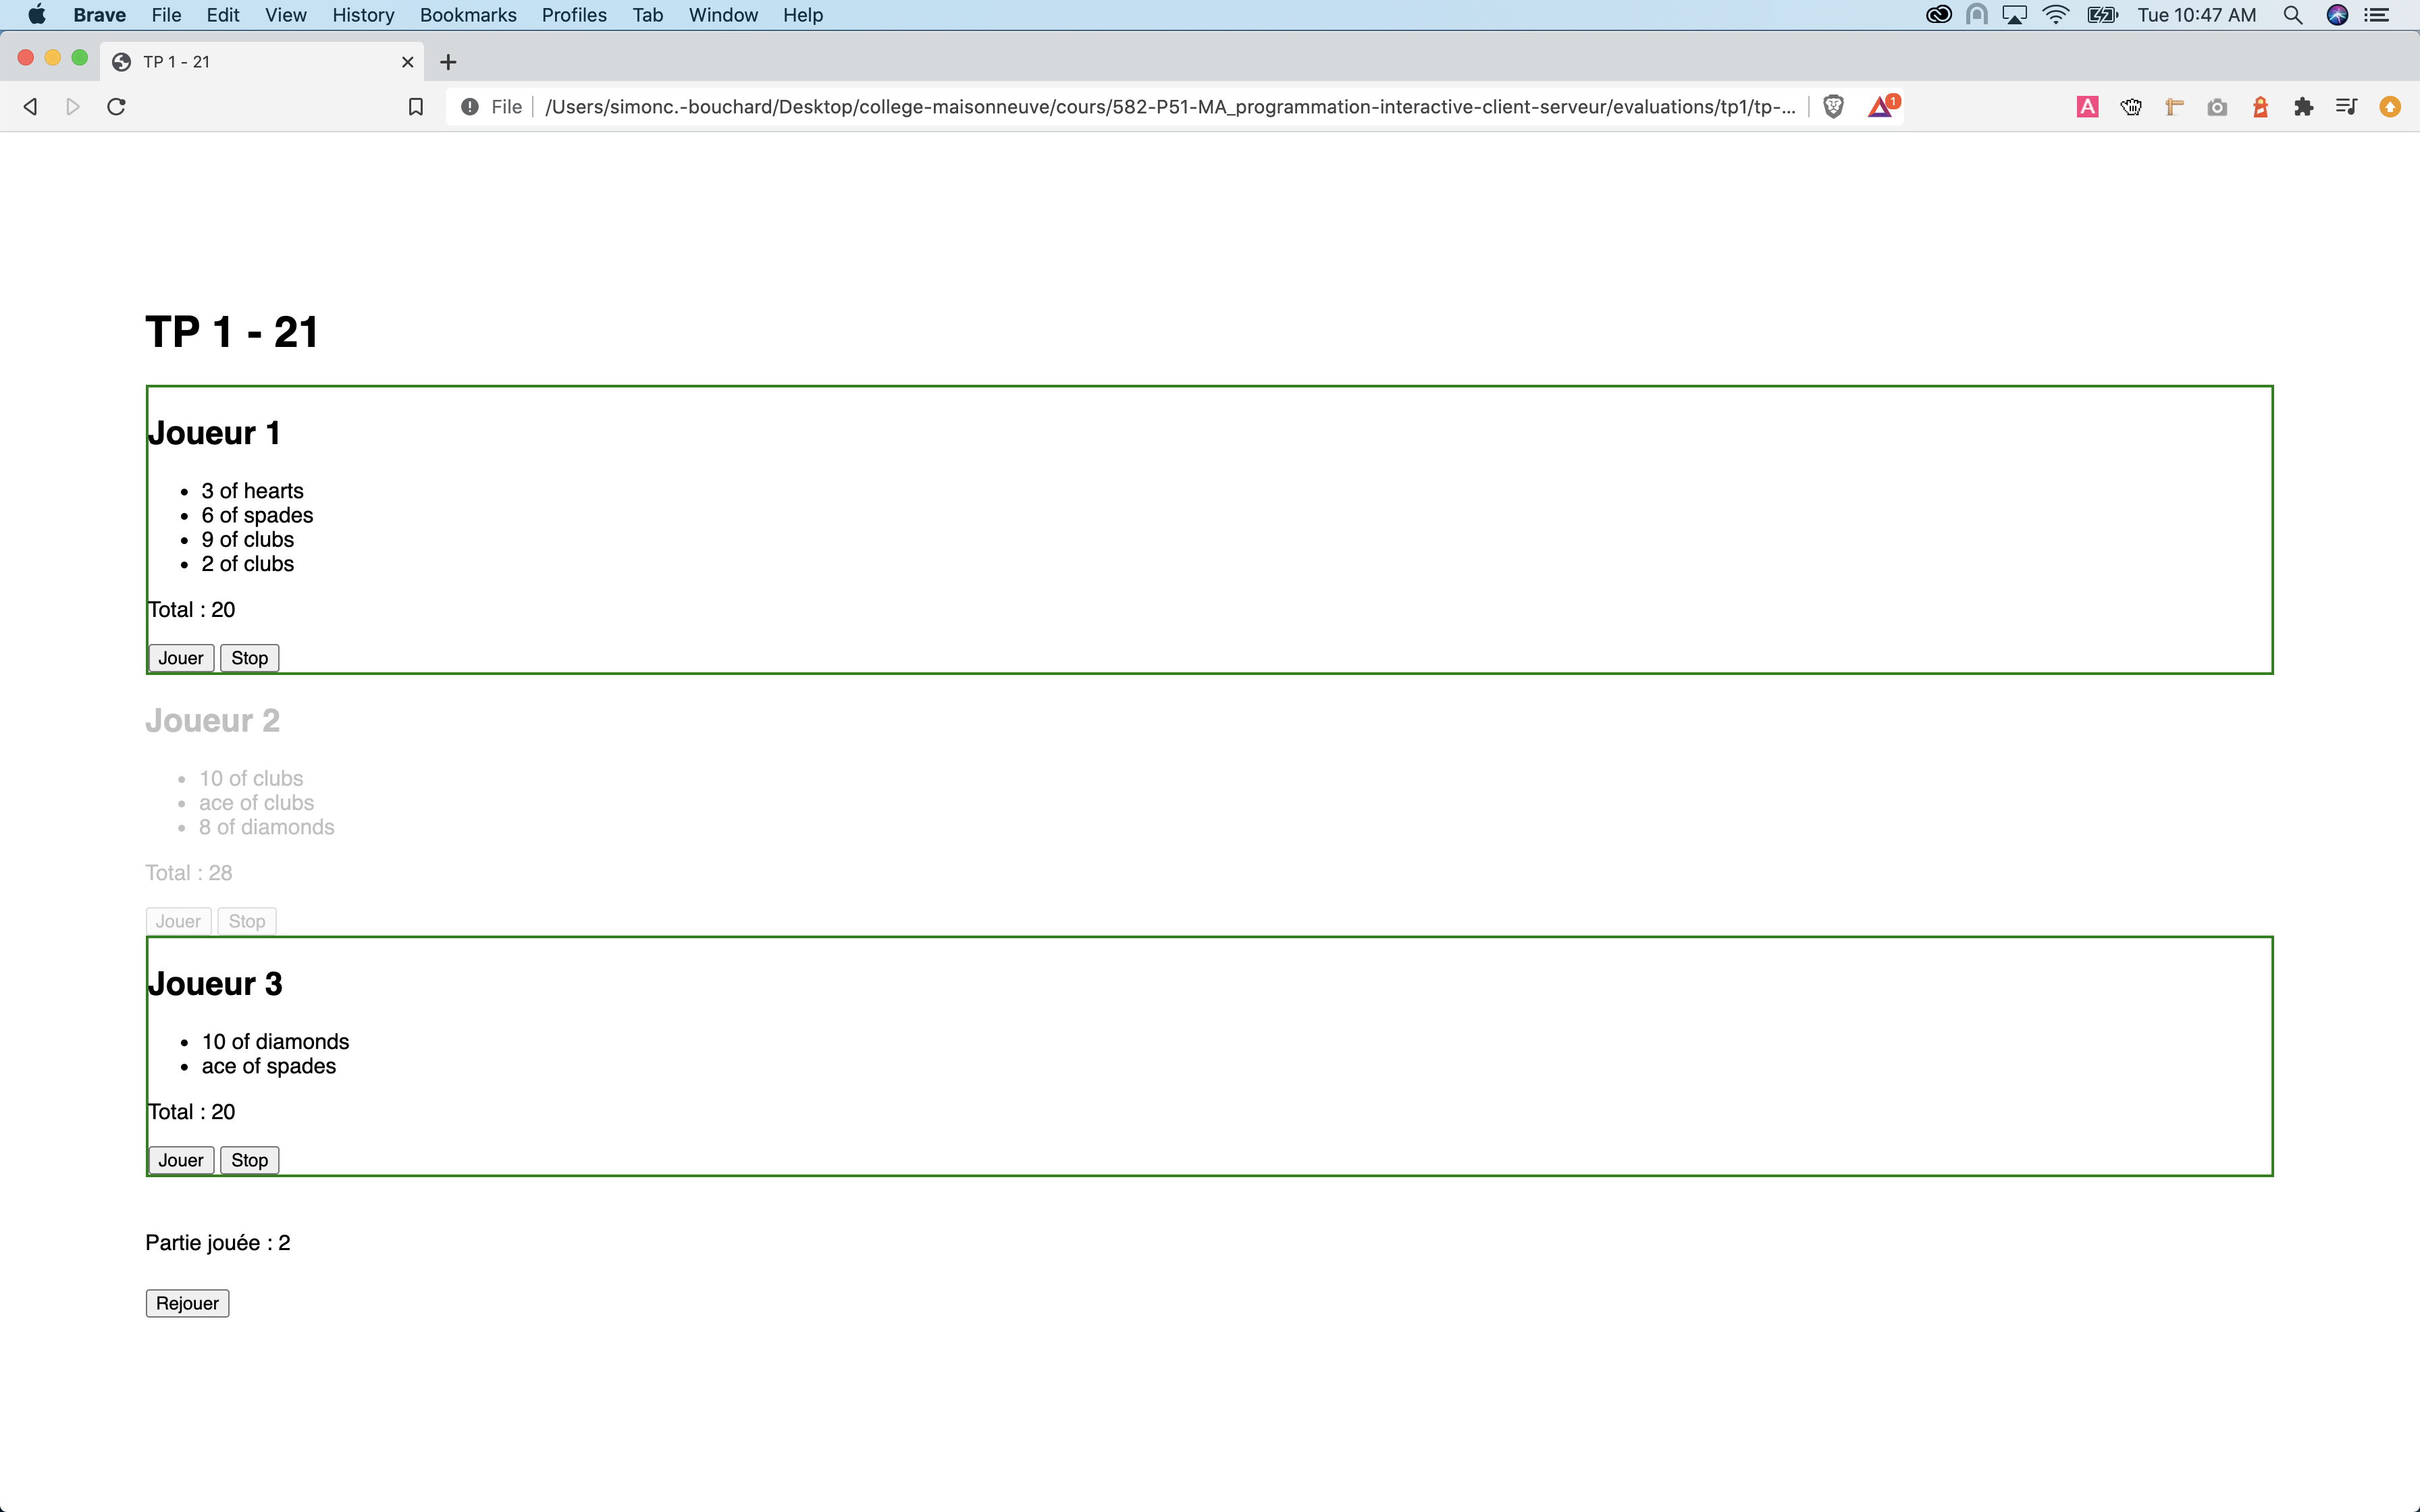 Brave File Edit View History Bookmarks Profiles Tab Window Help Tue 10:47 AM
TP 1 - 21
File /Users/simonc.-bouchard/Desktop/college-maisonneuve/cours/582-P51-MA_programmation-interactive-client-serveur/evaluations/tp1/tp-... 1 A
TP 1 - 21
Joueur 1
3 of hearts
6 of spades
9 of clubs
2 of clubs
Total : 20
Jouer Stop
Joueur 2
10 of clubs
ace of clubs
8 of diamonds
Total : 28
Jouer Stop
Joueur 3
10 of diamonds
ace of spades
Total : 20
Jouer Stop
Partie jouée : 2
Rejouer